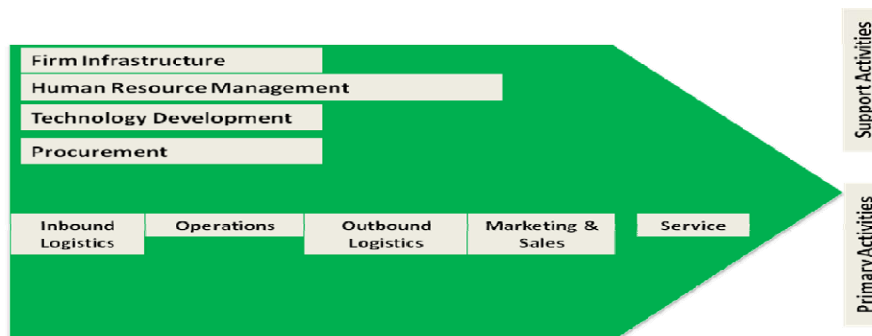 Firm Infrastructure
Human Resource Management
Technology Development
Procurement
Support Activities
Inbound
Logistics
Operations
Outbound
Logistics
Marketing &
Sales
Service
Primary Activities